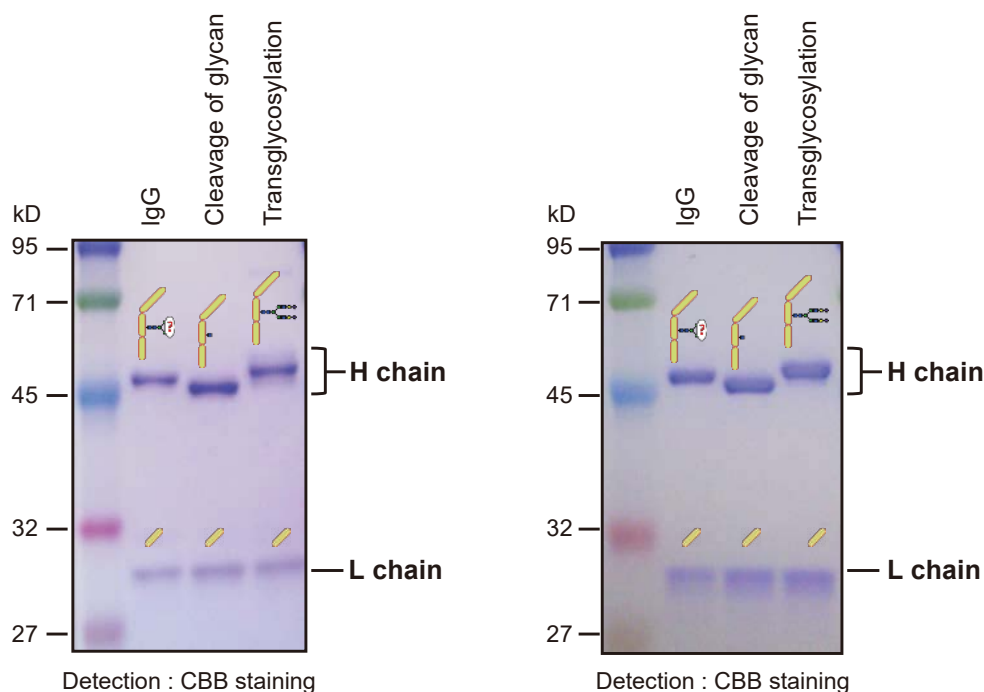 kD
IgG
Cleavage of glycan
Transglycosylation
95
71
45
32
27
?
H chain
L chain
Detection : CBB staining
kD
IgG
Cleavage of glycan
Transglycosylation
95
71
45
32
27
?
H chain
L chain
Detection : CBB staining